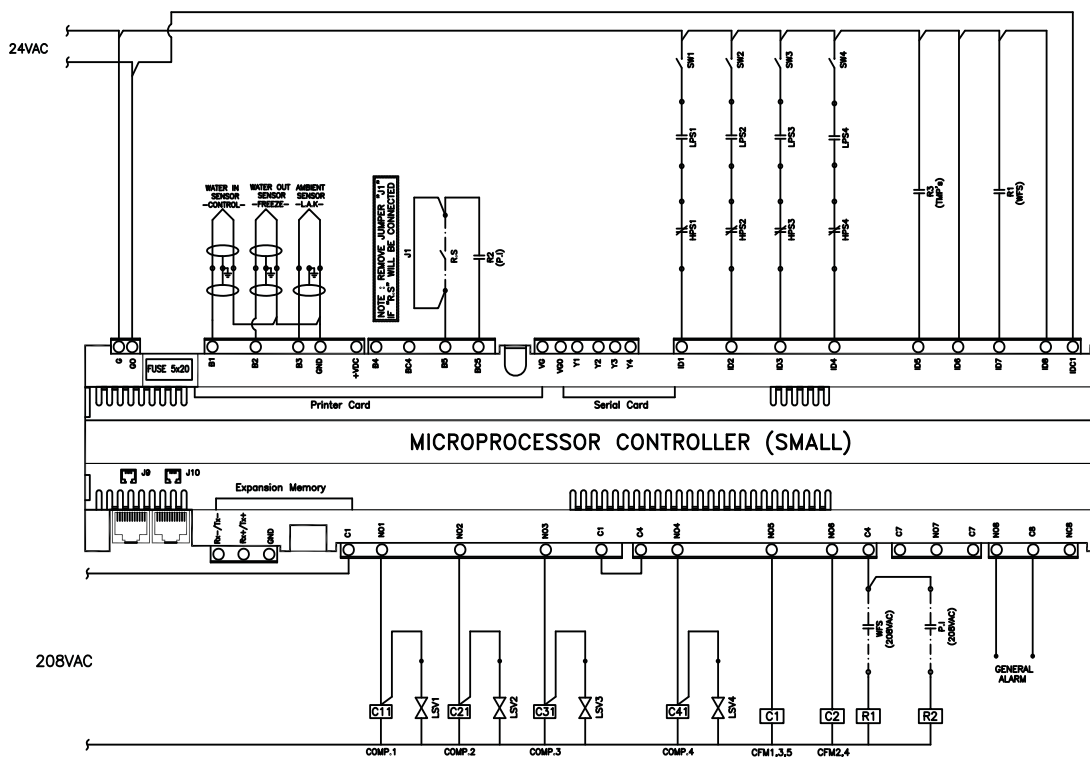 24VAC
WATER IN
SENSOR
-CONTROL-
WATER OUT
SENSOR
-FREEZE-
AMBIENT
SENSOR
-L.A.K-
NOTE : REMOVE JUMPER "J1"
IF "R.S" WILL BE CONNECTED
J1
R.S
R2
(P.I)
SW1
SW2
SW3
SW4
LPS1
LPS2
LPS3
LPS4
HPS1
HPS2
HPS3
HPS4
R3
(TMP's)
R1
(WFS)
G
GO
FUSE 5x20
B1
B2
B3
GND
+VDC
B4
BC4
B5
BC5
VG
VGO
Y1
Y2
Y3
Y4
ID1
ID2
ID3
ID4
ID5
ID6
ID7
ID8
IDC1
Printer Card
Serial Card
MICROPROCESSOR CONTROLLER (SMALL)
J9
J10
Expansion Memory
Rx-/Tx-
Rx+/Tx+
GND
C1
NO1
NO2
NO3
C1
C4
NO4
NO5
NO6
C4
C7
NO7
C7
NO8
C8
NC8
WFS
(208VAC)
P.I
(208VAC)
GENERAL
ALARM
208VAC
C11
LSV1
C21
LSV2
C31
LSV3
C41
LSV4
C1
C2
R1
R2
COMP.1
COMP.2
COMP.3
COMP.4
CFM1,3,5
CFM2,4